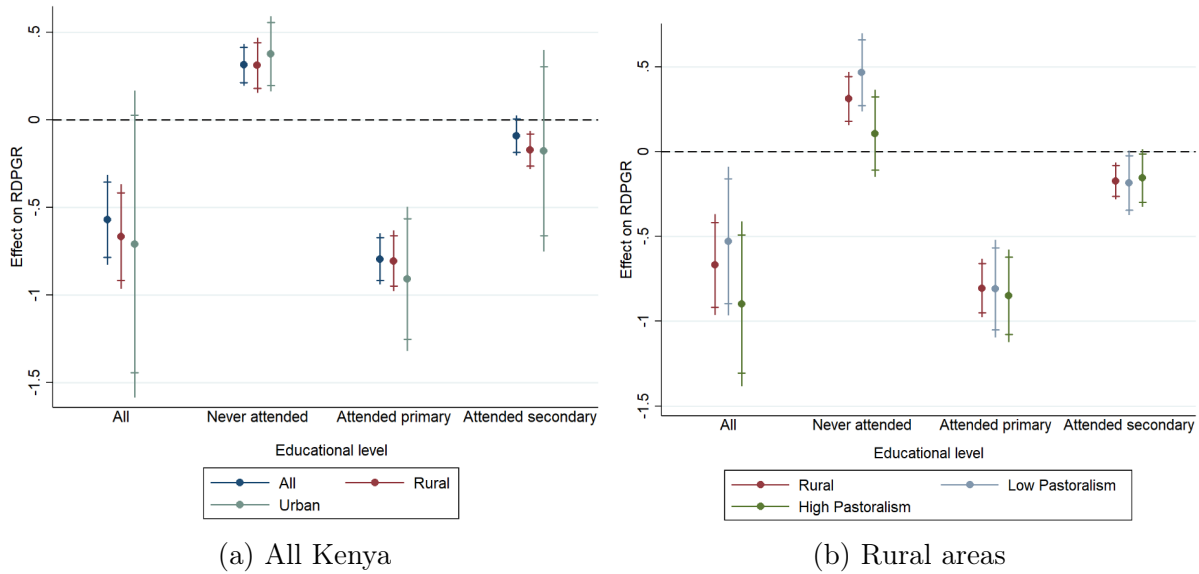 Effect on RDPGR
.5
0
-.5
-1
-1.5
All Never attended Attended primary Attended secondary
Educational level
All Rural
Urban
(a) All Kenya
Effect on RDPGR
.5
0
-.5
-1
-1.5
All Never attended Attended primary Attended secondary
Educational level
Rural Low Pastoralism
High Pastoralism
(b) Rural areas